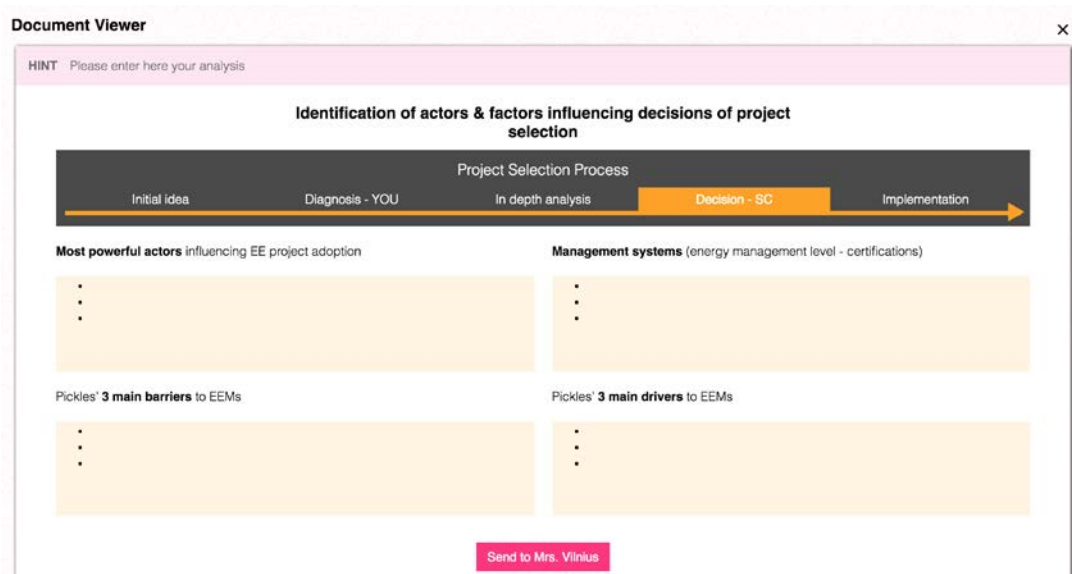 Document Viewer
×
HINT Please enter here your analysis
Identification of actors & factors influencing decisions of project
selection
Project Selection Process
Initial idea Diagnosis - YOU In depth analysis Decision - SC Implementation
Most powerful actors influencing EE project adoption
Management systems (energy management level - certifications)
Pickles' 3 main barriers to EEMs
Pickles' 3 main drivers to EEMs
Send to Mrs. Vilnius